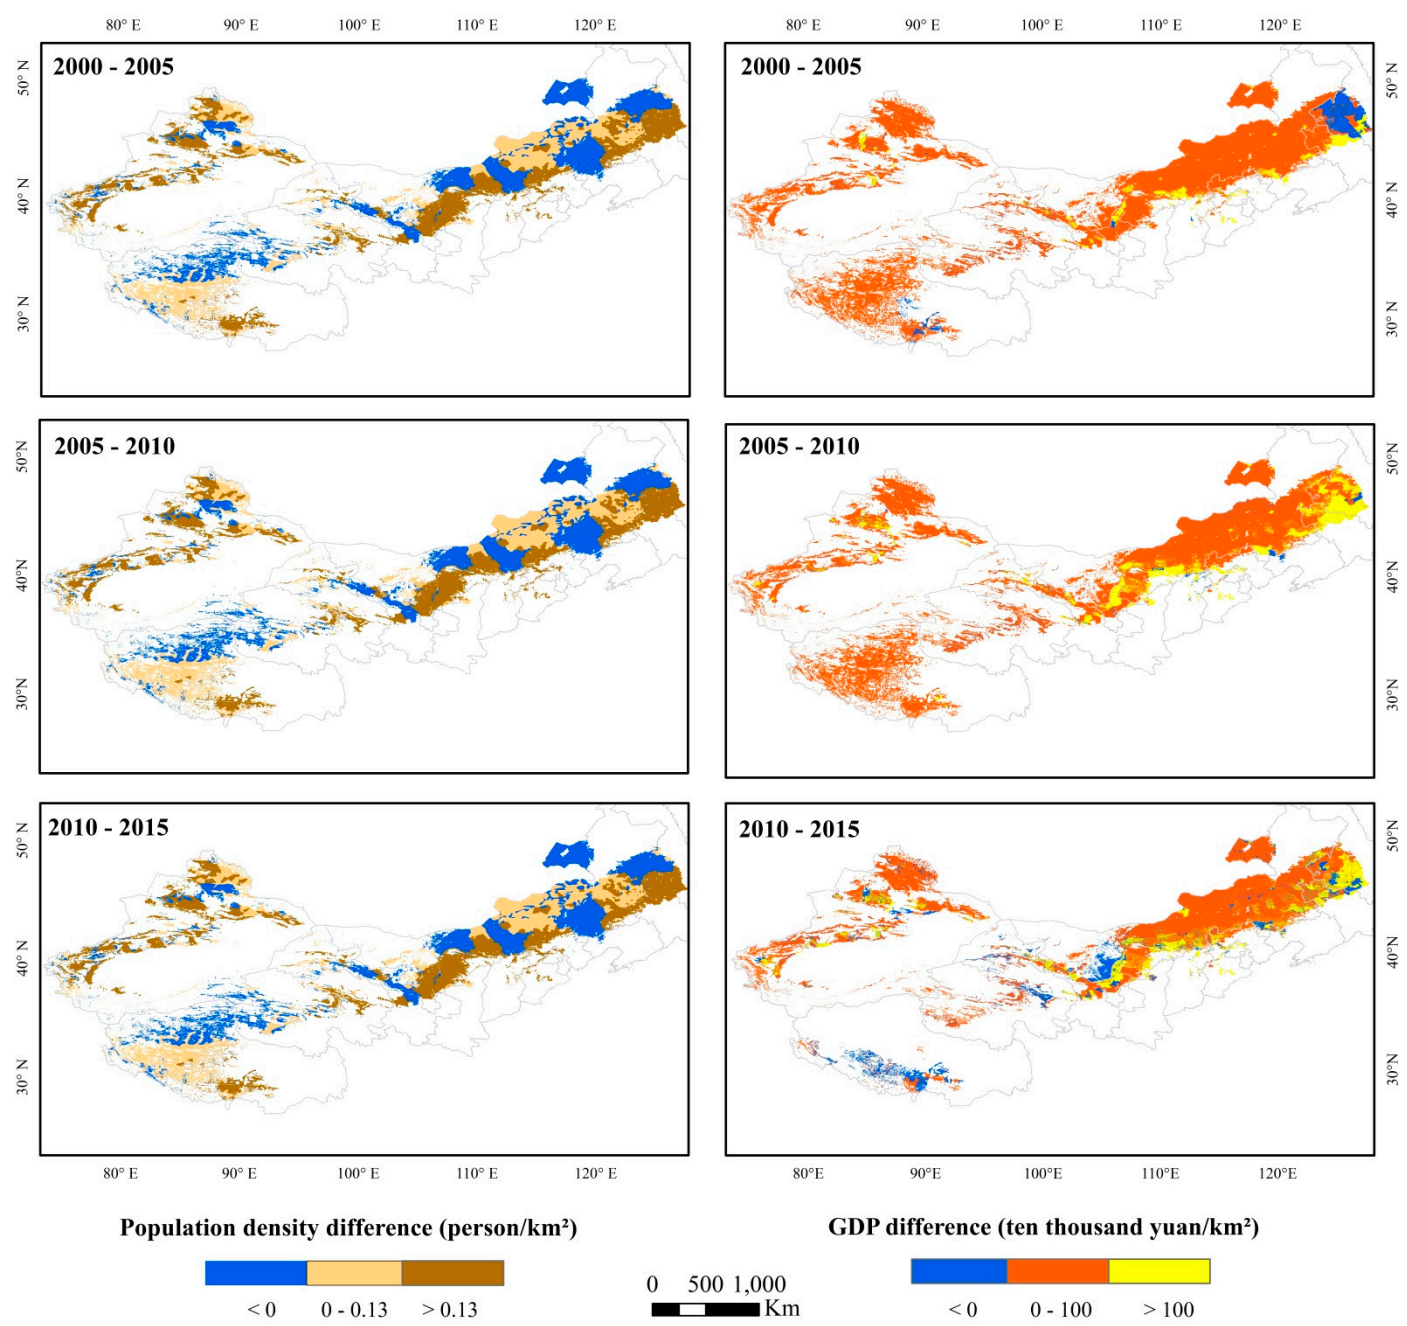 80° E 90° E 100° E 110° E 120° E 80° E 90° E 100° E 110° E 120° E
2000 - 2005
50° N
40° N
30° N
2000 - 2005
50° N
40° N
30° N
2005 - 2010
50°N
40°N
30°N
2005 - 2010
50°N
40°N
30°N
2010 - 2015
50° N
40° N
30° N
2010 - 2015
50°N
40°N
30°N
80° E 90° E 100° E 110° E 120° E 80°E 90°E 100°E 110°E 120°E
Population density difference (person/km²)
< 0 0 - 0.13 > 0.13
0 500 1,000
Km
GDP difference (ten thousand yuan/km²)
< 0 0 - 100 > 100